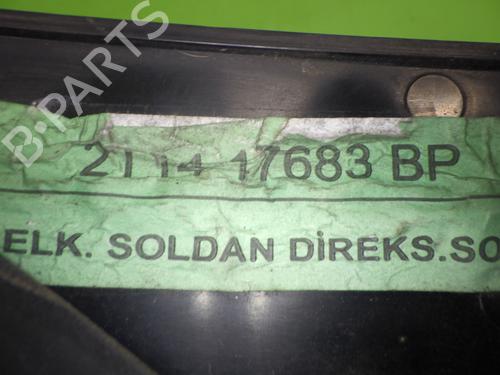 B-PARTS
2T14 17683 BP
ELK. SOLDAN DİREKS.SO